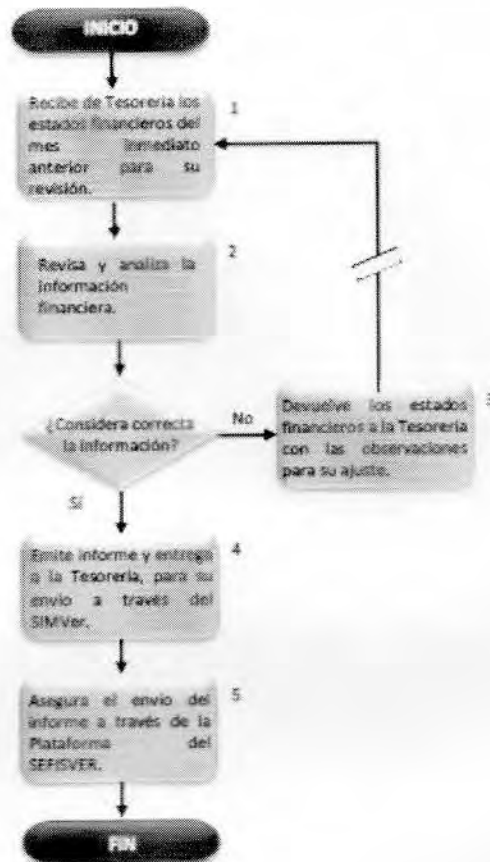 INICIO
1
Recibe de Tesorería los
estados financieros del
mes inmediato
anterior para su
revisión.
2
Revisa y analiza la
información
financiera.
¿Considera correcta
la información?
No
3
Devuelve los estados
financieros a la Tesorería
con las observaciones
para su ajuste.
Sí
4
Emite informe y entrega
a la Tesorería, para su
envío a través del
SIMVer.
5
Asegura el envío del
informe a través de la
Plataforma del
SEFISVER.
FIN